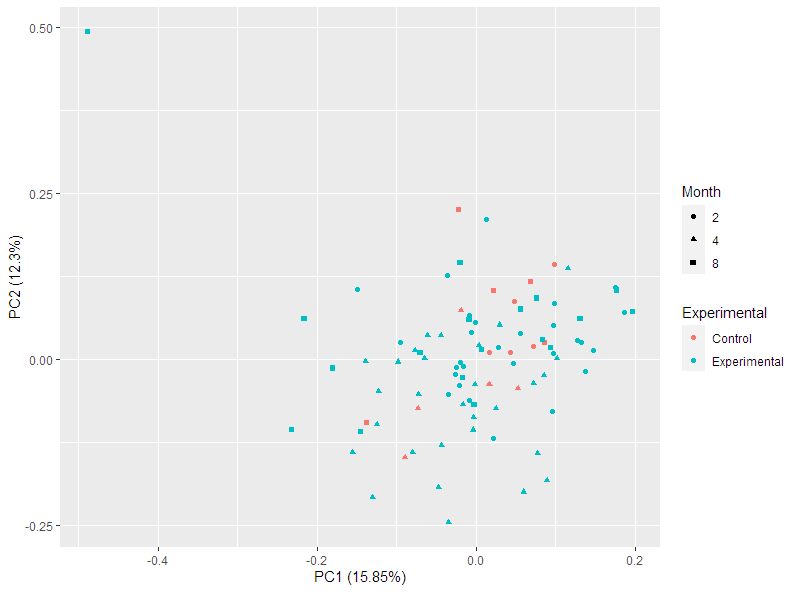 0.50
0.25
0.00
-0.25
PC2 (12.3%)
-0.4
-0.2
0.0
0.2
PC1 (15.85%)
Month
2
4
8
Experimental
Control
Experimental